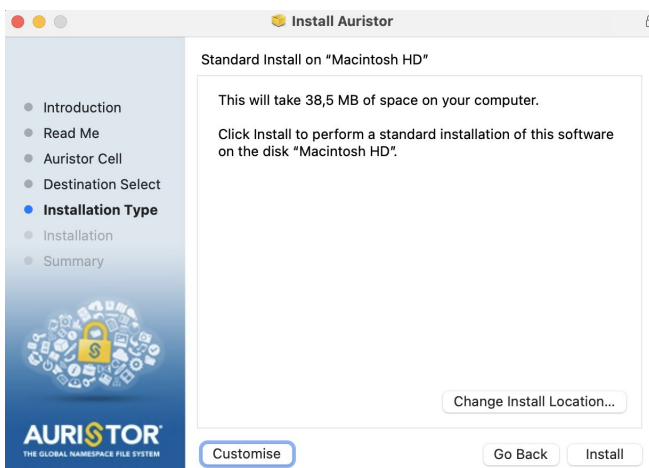 Install Auristor
Standard Install on “Macintosh HD”
Introduction
Read Me
Auristor Cell
Destination Select
Installation Type
Installation
Summary
This will take 38,5 MB of space on your computer.
Click Install to perform a standard installation of this software
on the disk “Macintosh HD”.
Change Install Location...
AURISTOR
THE GLOBAL NAMESPACE FILE SYSTEM
Customise
Go Back
Install